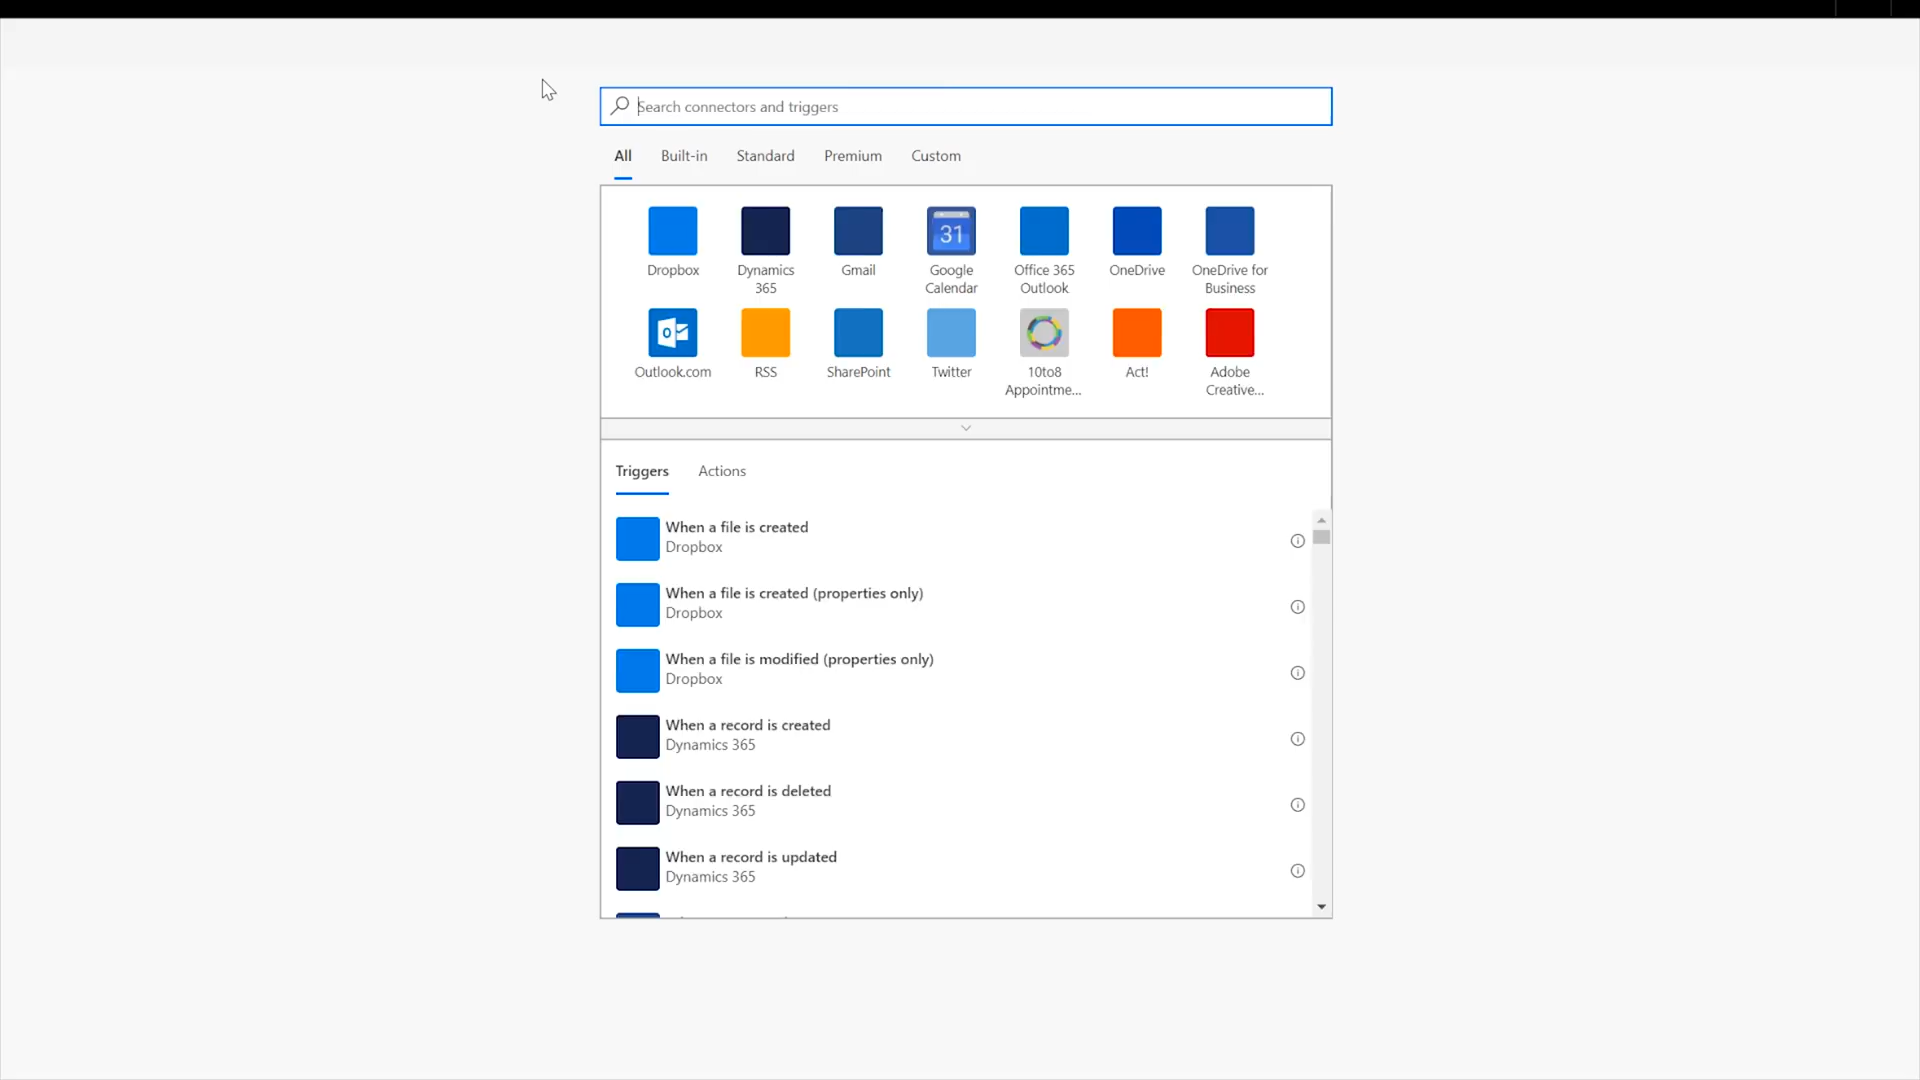 Search connectors and triggers
All Built-in Standard Premium Custom
31
Dropbox Dynamics 365 Gmail Google Calendar Office 365 Outlook OneDrive OneDrive for Business
Outlook.com RSS SharePoint Twitter 10to8 Appointme... Act! Adobe Creative...
Triggers Actions
When a file is created
Dropbox
When a file is created (properties only)
Dropbox
When a file is modified (properties only)
Dropbox
When a record is created
Dynamics 365
When a record is deleted
Dynamics 365
When a record is updated
Dynamics 365